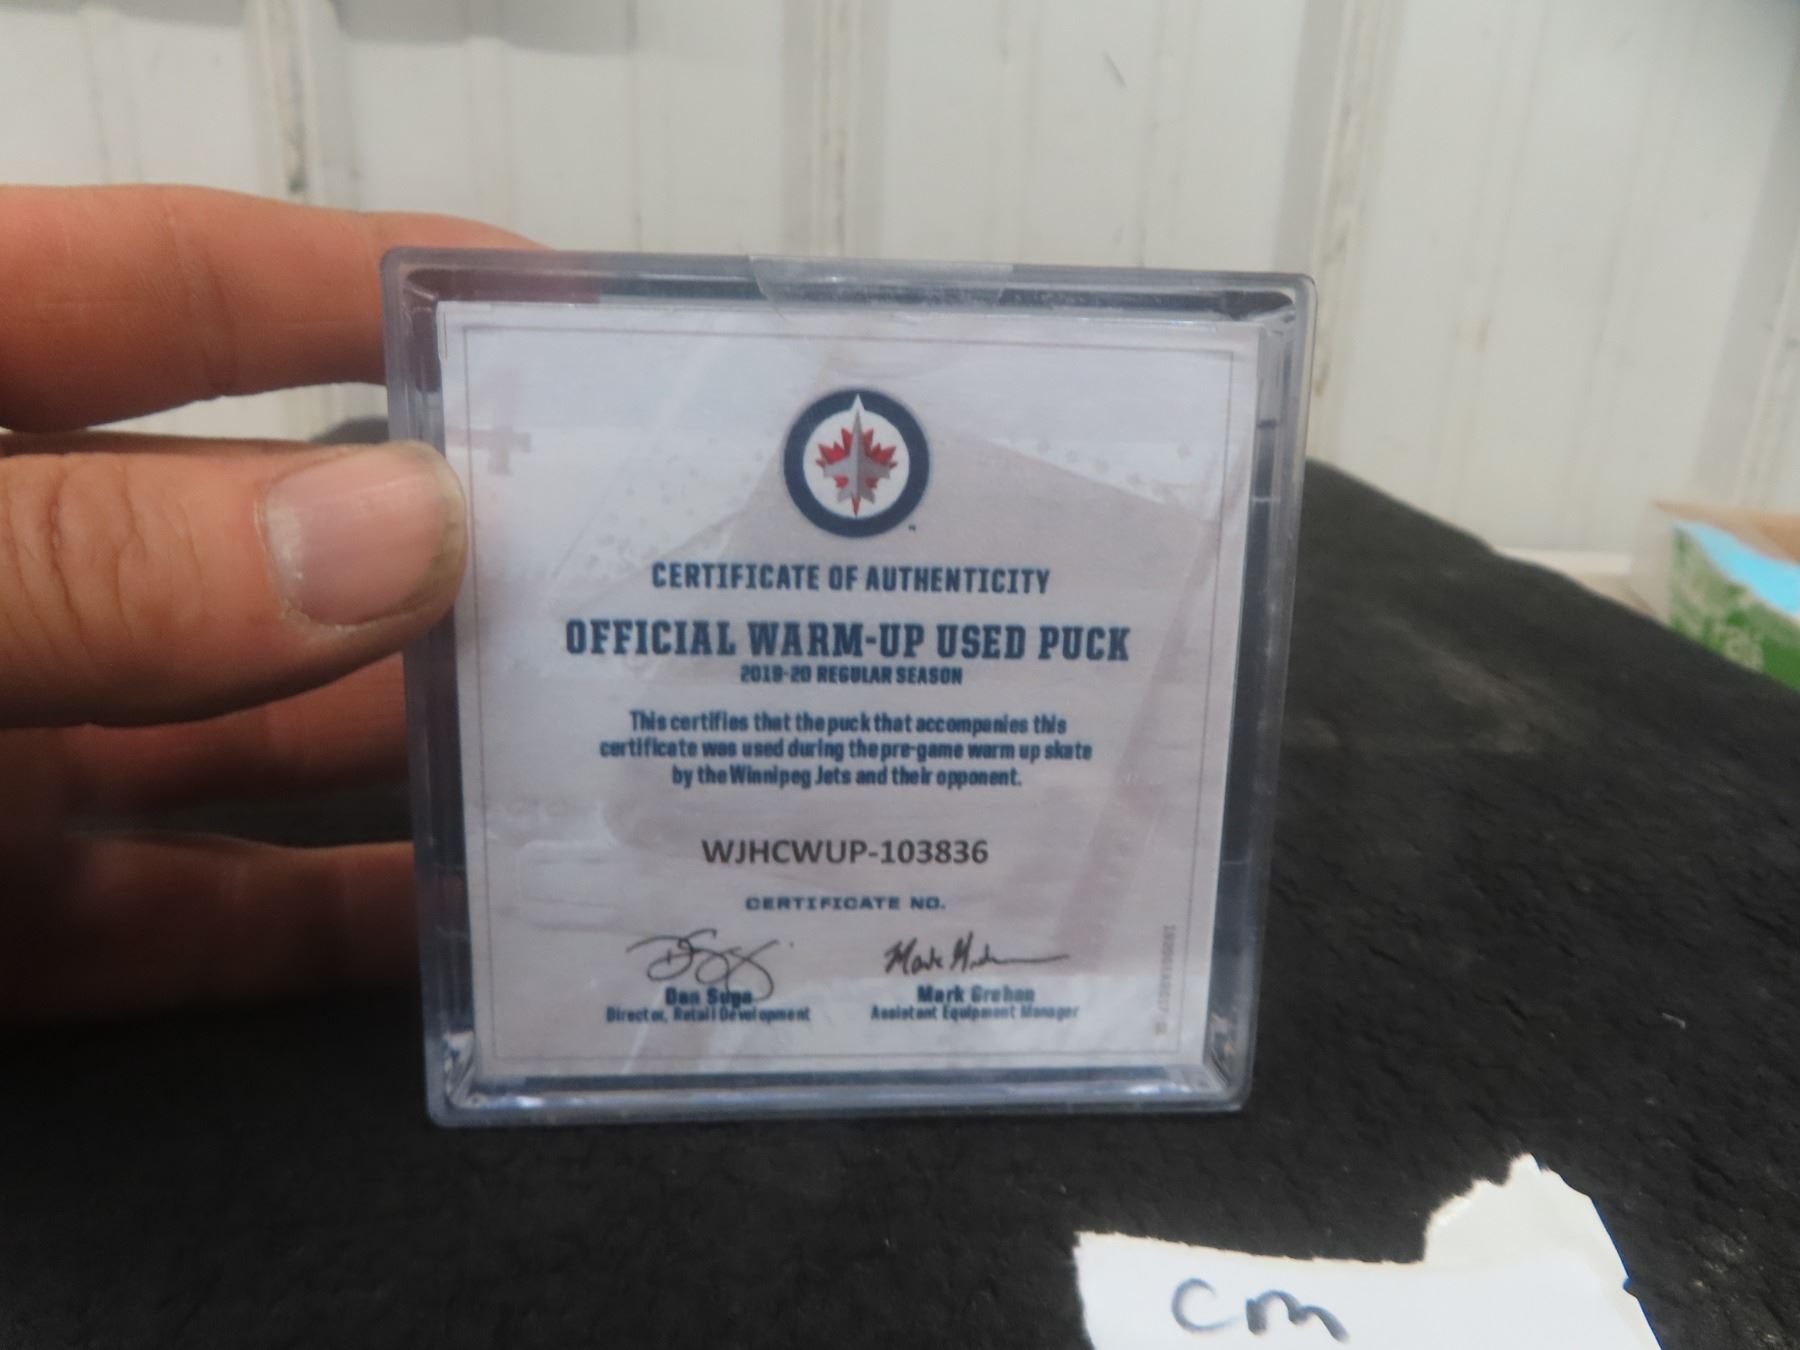 CERTIFICATE OF AUTHENTICITY
OFFICIAL WARM-UP USED PUCK
2019-20 REGULAR SEASON
This certifies that the puck that accompanies this
certificate was used during the pre-game warm up skate
by the Winnipeg Jets and their opponent.
WJHCWUP-103836
CERTIFICATE NO.
Dan Suga Mark Grehan
Director, Retail Development Assistant Equipment Manager
cm